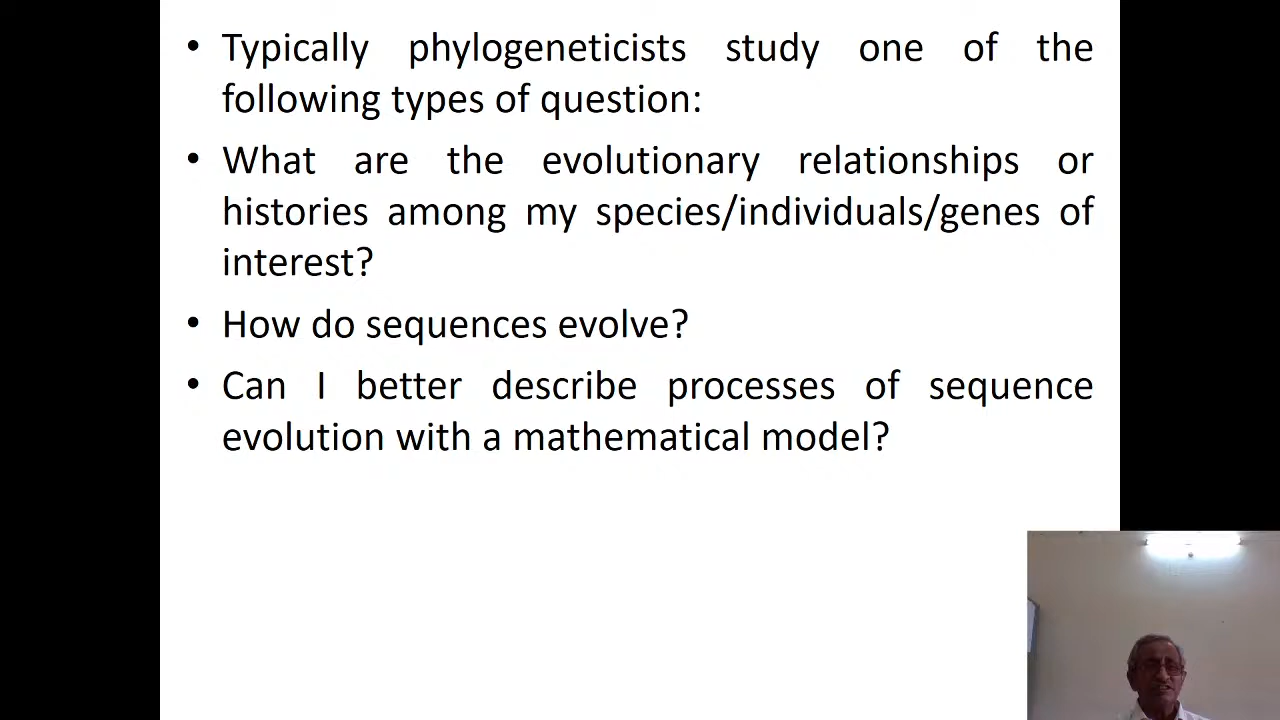 • Typically phylogeneticists study one of the
following types of question:
• What are the evolutionary relationships or
histories among my species/individuals/genes of
interest?
• How do sequences evolve?
• Can I better describe processes of sequence
evolution with a mathematical model?